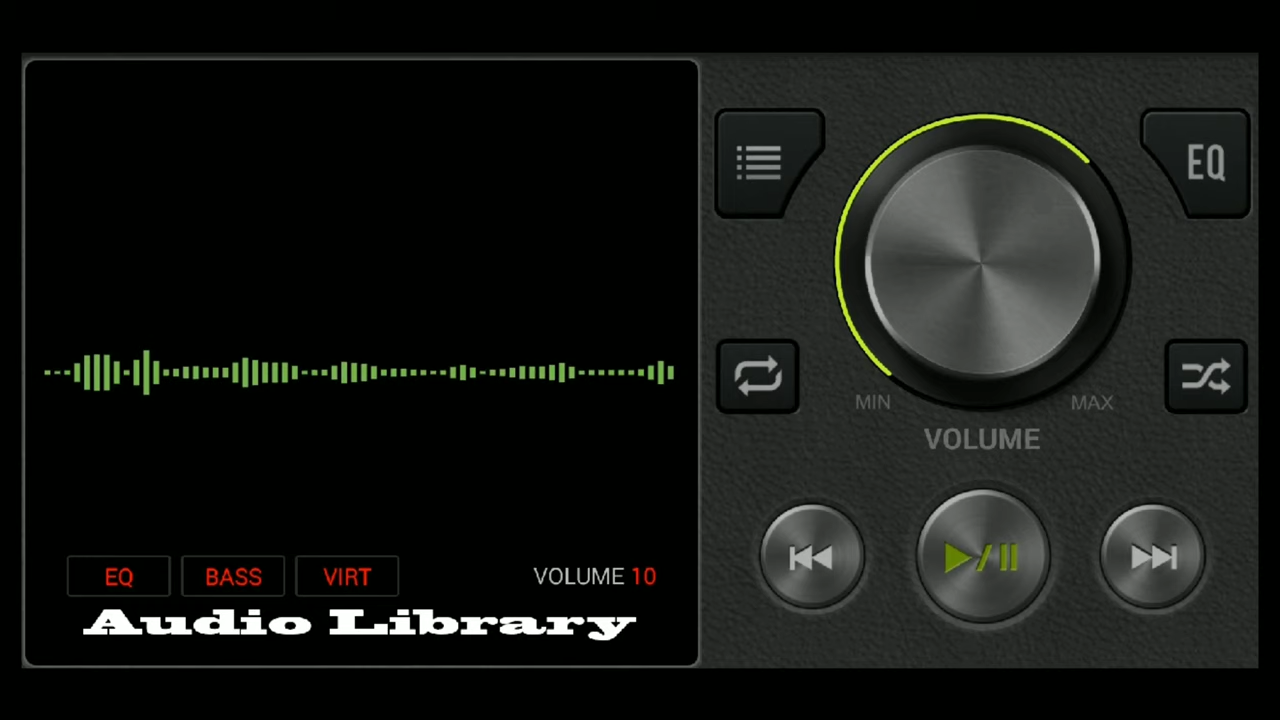 EQ
MIN MAX
VOLUME
EQ BASS VIRT VOLUME 10
Audio Library